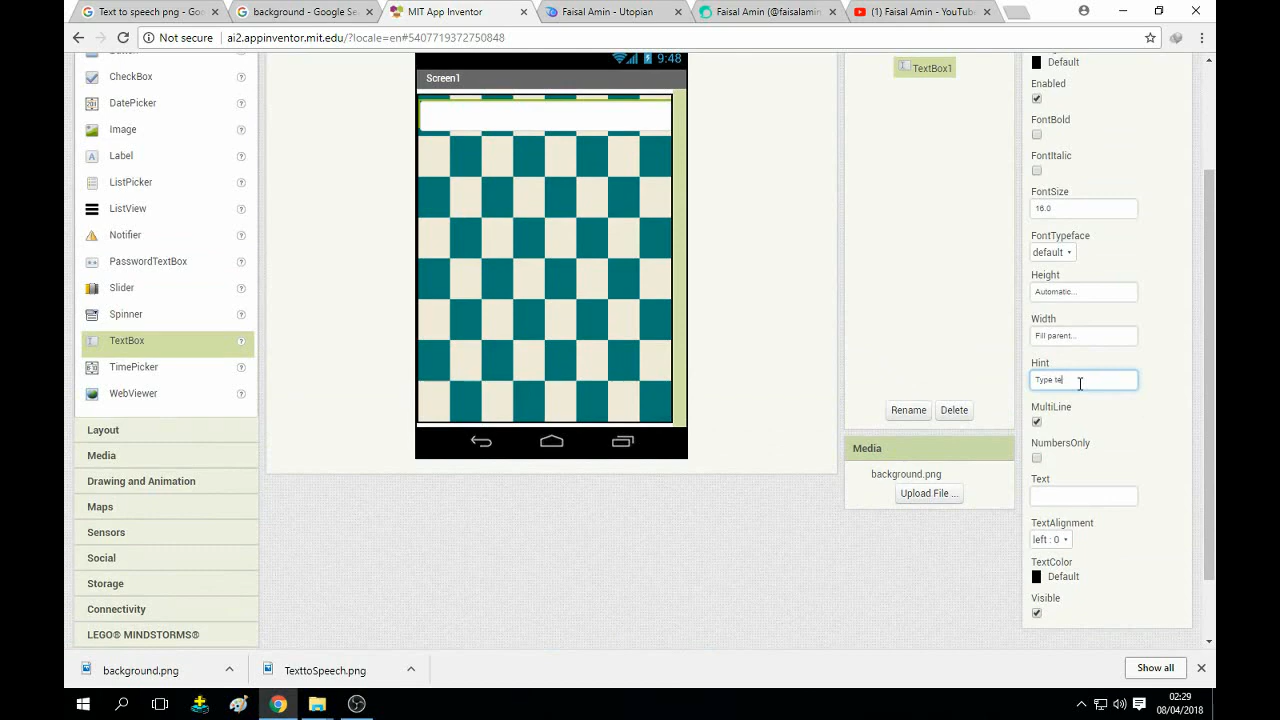 Text to speech png - Go
background - Google Se
MIT App Inventor
Faisal Amin - Utopian
Faisal Amin (@faisalamin
(1) Faisal Amin - YouTube
Not secure
ai2.appinventor.mit.edu/?locale=en#5407719372750848
CheckBox
DatePicker
Image
Label
ListPicker
ListView
Notifier
PasswordTextBox
Slider
Spinner
TextBox
TimePicker
WebViewer
Layout
Media
Drawing and Animation
Maps
Sensors
Social
Storage
Connectivity
LEGO® MINDSTORMS®
9:48
Screen1
TextBox1
Rename
Delete
Media
background.png
Upload File ...
Default
Enabled
FontBold
FontItalic
FontSize
16.0
FontTypeface
default
Height
Automatic...
Width
Fill parent...
Hint
Type te
MultiLine
NumbersOnly
Text
TextAlignment
left : 0
TextColor
Default
Visible
background.png
TexttoSpeech.png
Show all
02:29
08/04/2018